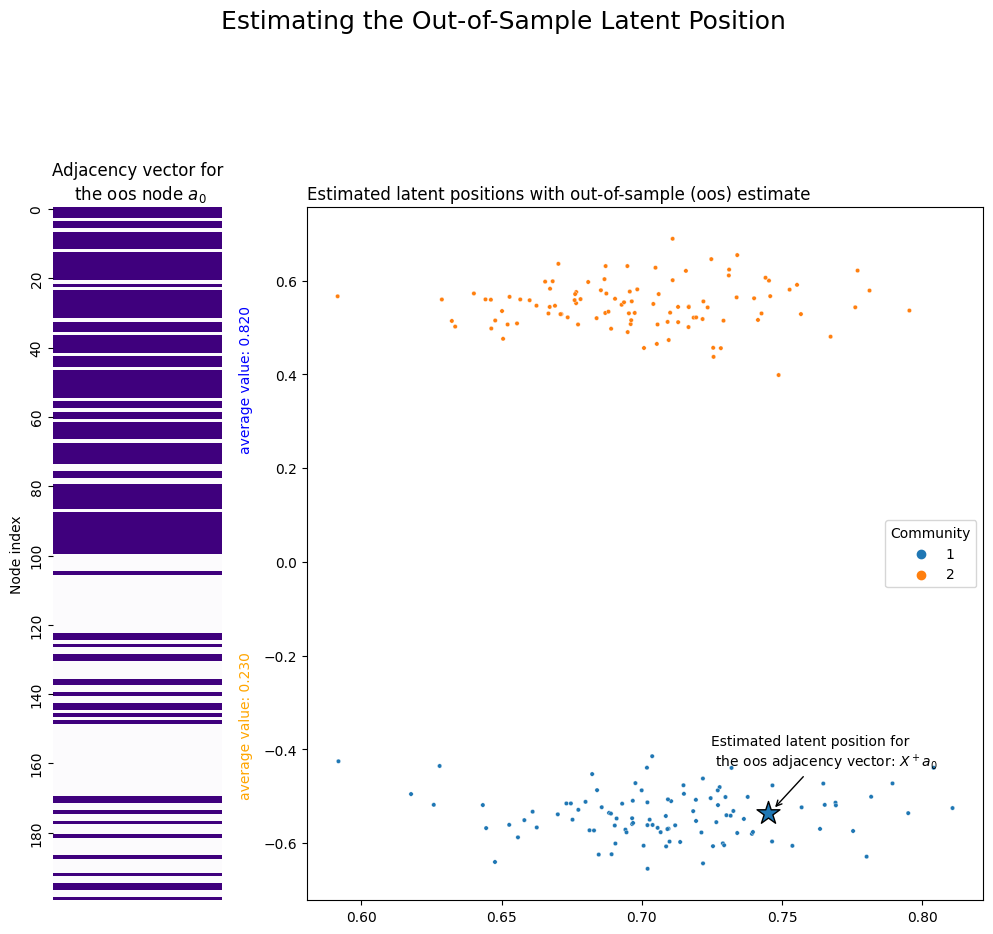 Estimating the Out-of-Sample Latent Position
Adjacency vector for
the oos node a₀
0
20
40
60
80
100
120
140
160
180
Node index
average value: 0.820
average value: 0.230
Estimated latent positions with out-of-sample (oos) estimate
0.6
0.4
0.2
0.0
−0.2
−0.4
−0.6
Community
1
2
Estimated latent position for
the oos adjacency vector: X⁺a₀
0.60 0.65 0.70 0.75 0.80